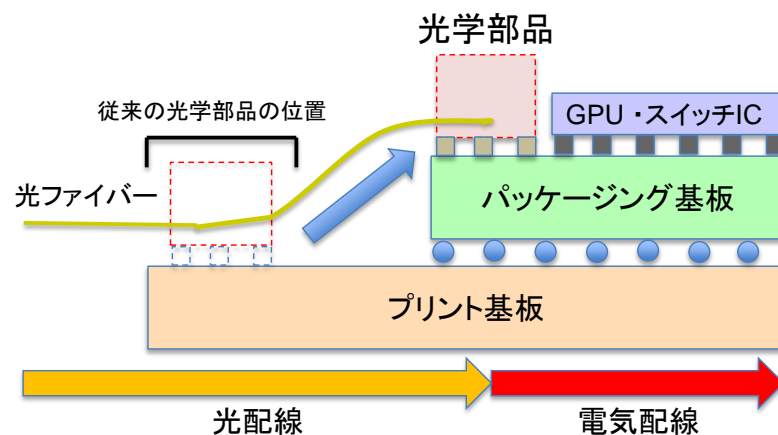 光学部品
従来の光学部品の位置
GPU・スイッチIC
光ファイバー
パッケージング基板
プリント基板
光配線
電気配線